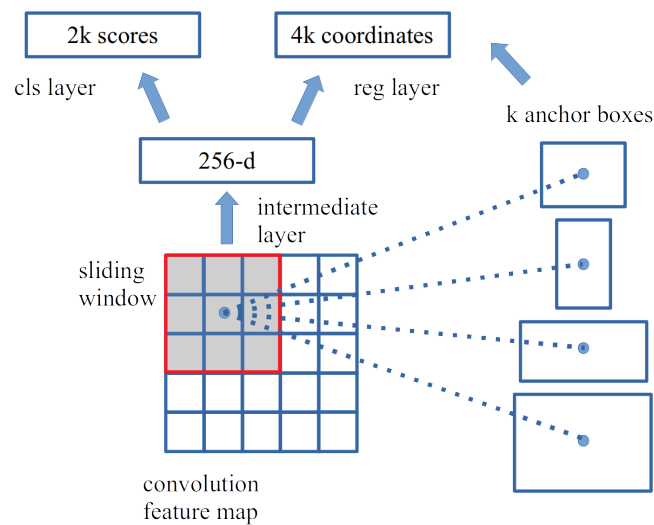 2k scores
4k coordinates
cls layer
reg layer
k anchor boxes
256-d
intermediate
layer
sliding
window
convolution
feature map